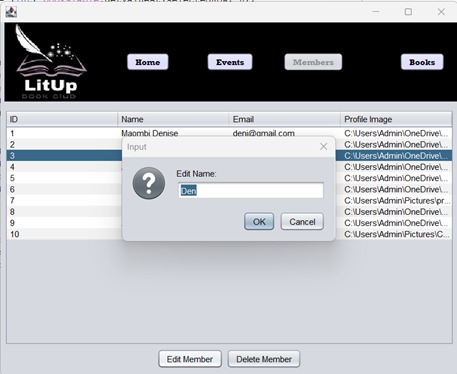 LitUp
BOOK CLUB
Home Events Members Books
ID Name Email Profile Image
1 Maombi Denise deni@gmail.com C:\Users\Admin\OneDrive\...
2 C:\Users\Admin\OneDrive\...
3 C:\Users\Admin\OneDrive\...
4 C:\Users\Admin\OneDrive\...
5 C:\Users\Admin\OneDrive\...
6 C:\Users\Admin\OneDrive\...
7 C:\Users\Admin\Pictures\pr...
8 C:\Users\Admin\OneDrive\...
9 C:\Users\Admin\OneDrive\...
10 C:\Users\Admin\Pictures\C...
Input
Edit Name:
Den
OK Cancel
Edit Member Delete Member